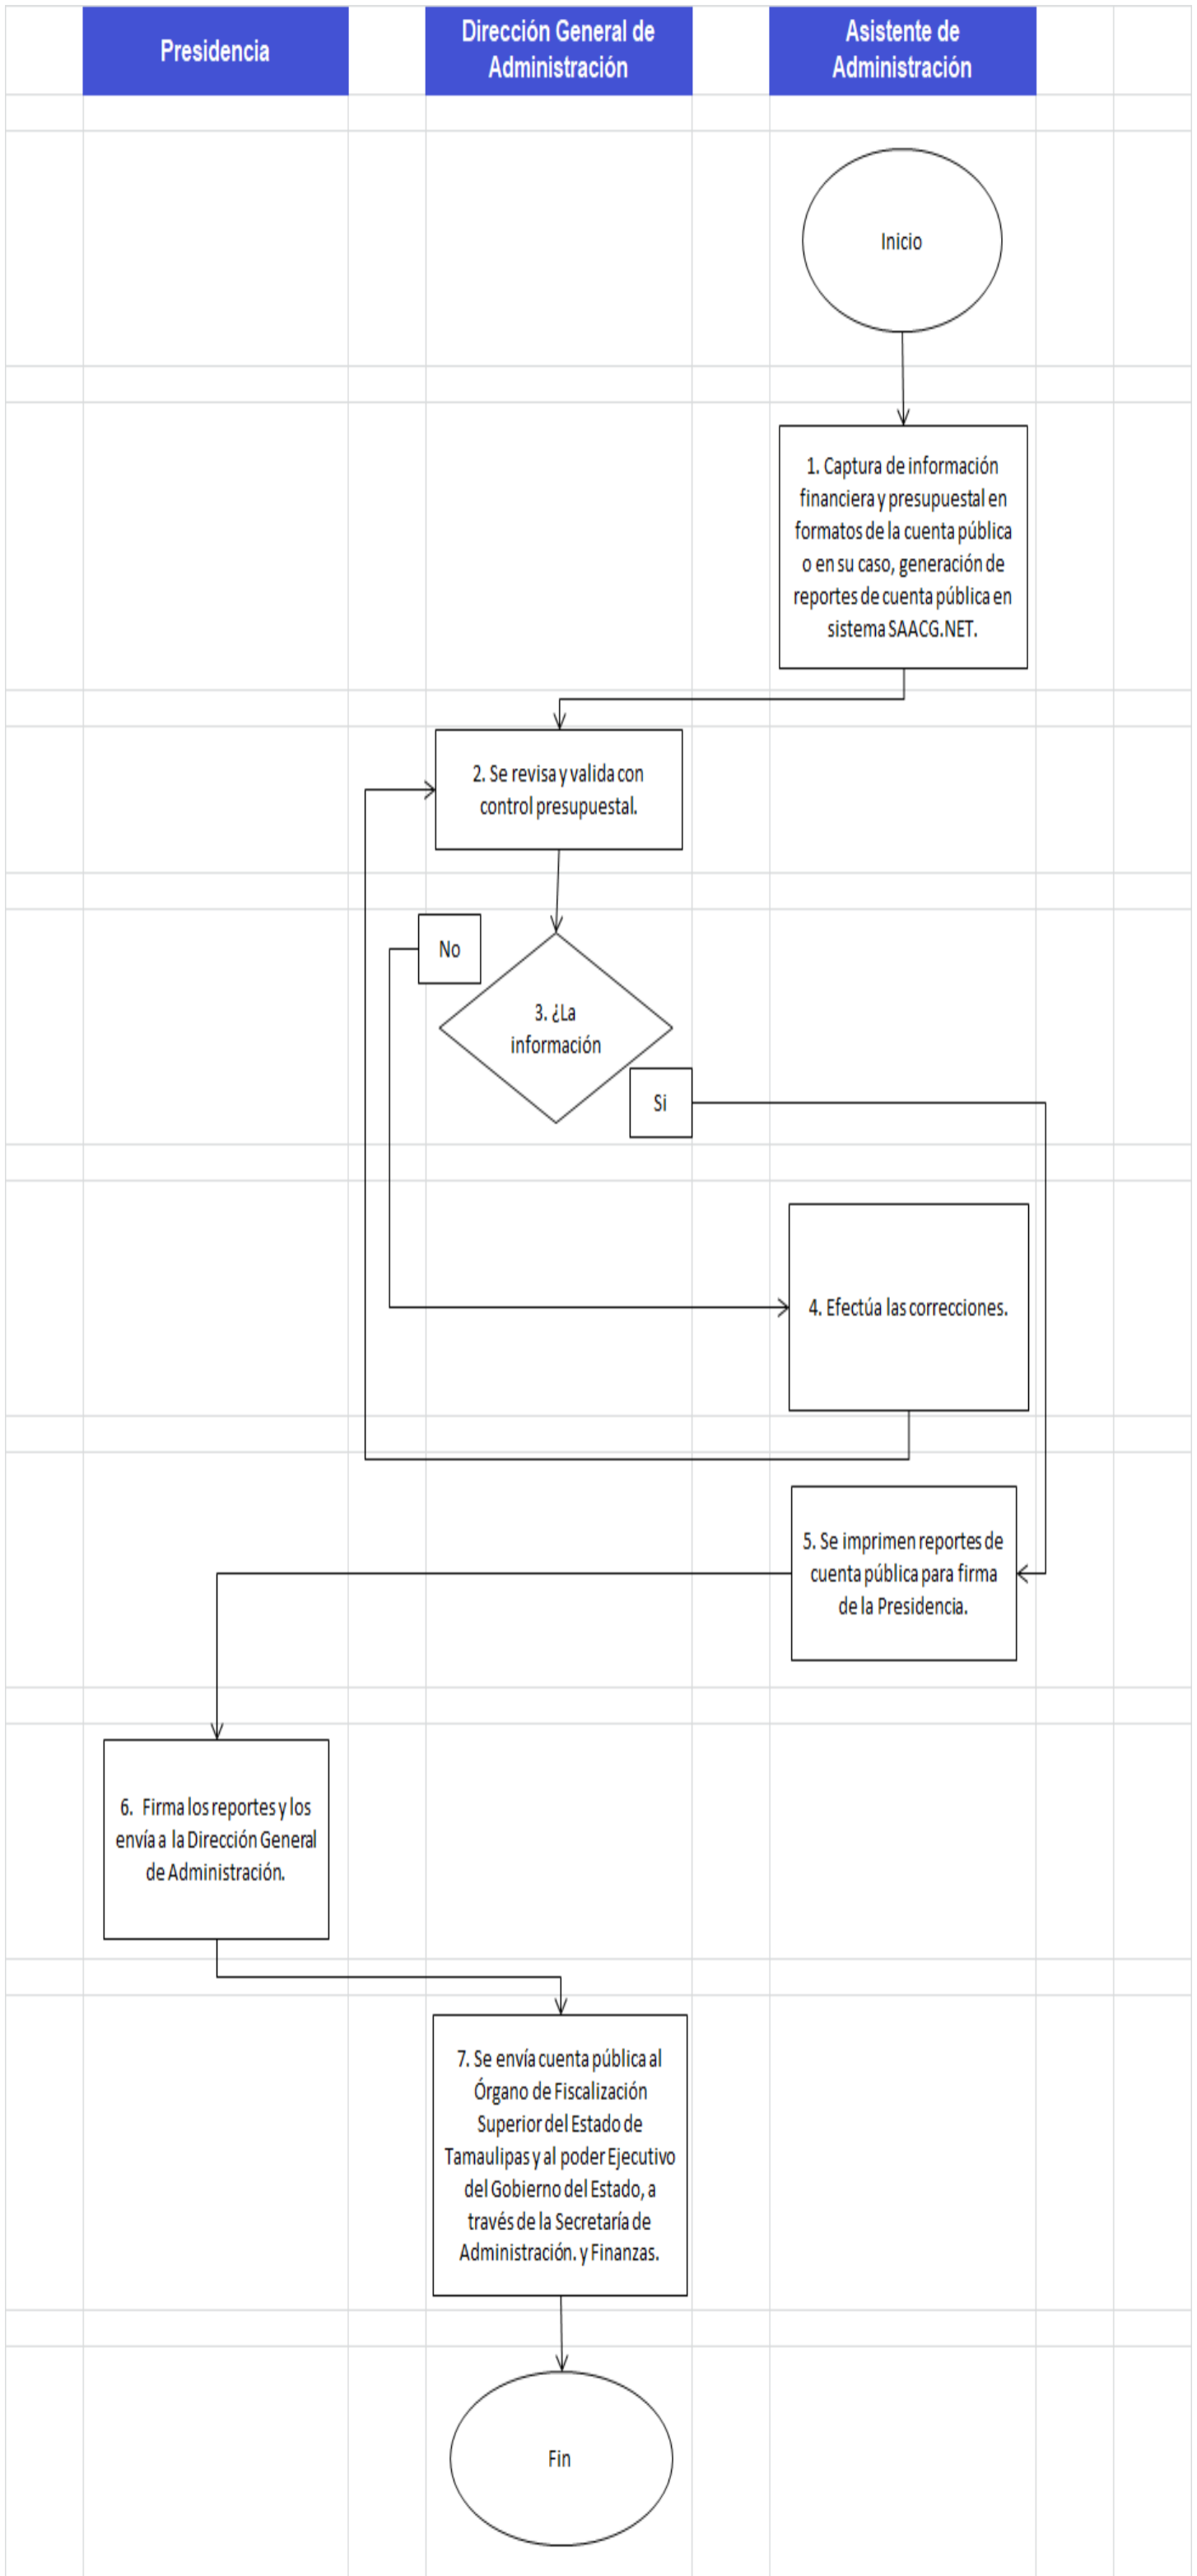 Presidencia
Dirección General de
Administración
Asistente de
Administración
Inicio
1. Captura de información
financiera y presupuestal en
formatos de la cuenta pública
o en su caso, generación de
reportes de cuenta pública en
sistema SAACG.NET.
2. Se revisa y valida con
control presupuestal.
No
3. ¿La
información
Si
4. Efectúa las correcciones.
5. Se imprimen reportes de
cuenta pública para firma
de la Presidencia.
6. Firma los reportes y los
envía a la Dirección General
de Administración.
7. Se envía cuenta pública al
Órgano de Fiscalización
Superior del Estado de
Tamaulipas y al poder Ejecutivo
del Gobierno del Estado, a
través de la Secretaría de
Administración. y Finanzas.
Fin